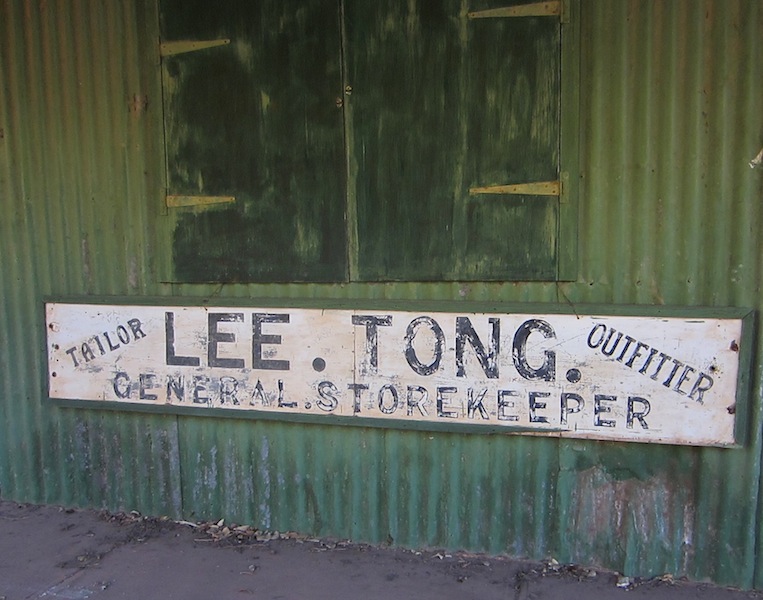 TAILOR LEE. TONG. OUTFITTER
GENERAL.STOREKEEPER